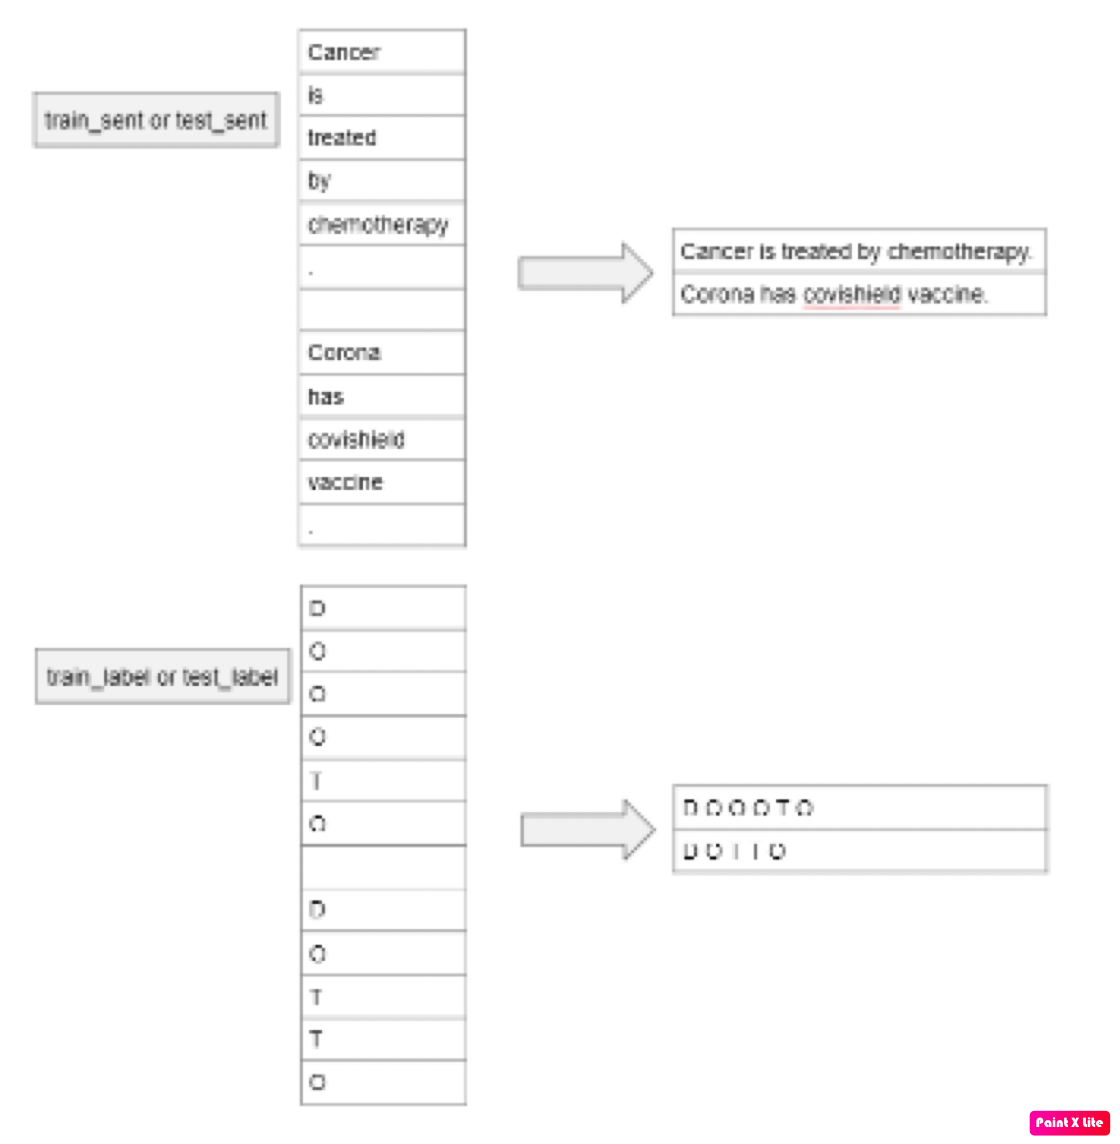 train_sent or test_sent
Cancer
is
treated
by
chemotherapy
.
Corona
has
covishield
vaccine
.
Cancer is treated by chemotherapy.
Corona has covishield vaccine.
train_label or test_label
D
O
O
O
T
O
D
O
T
T
O
D O O O T O
D O T T O
Paint X Lite